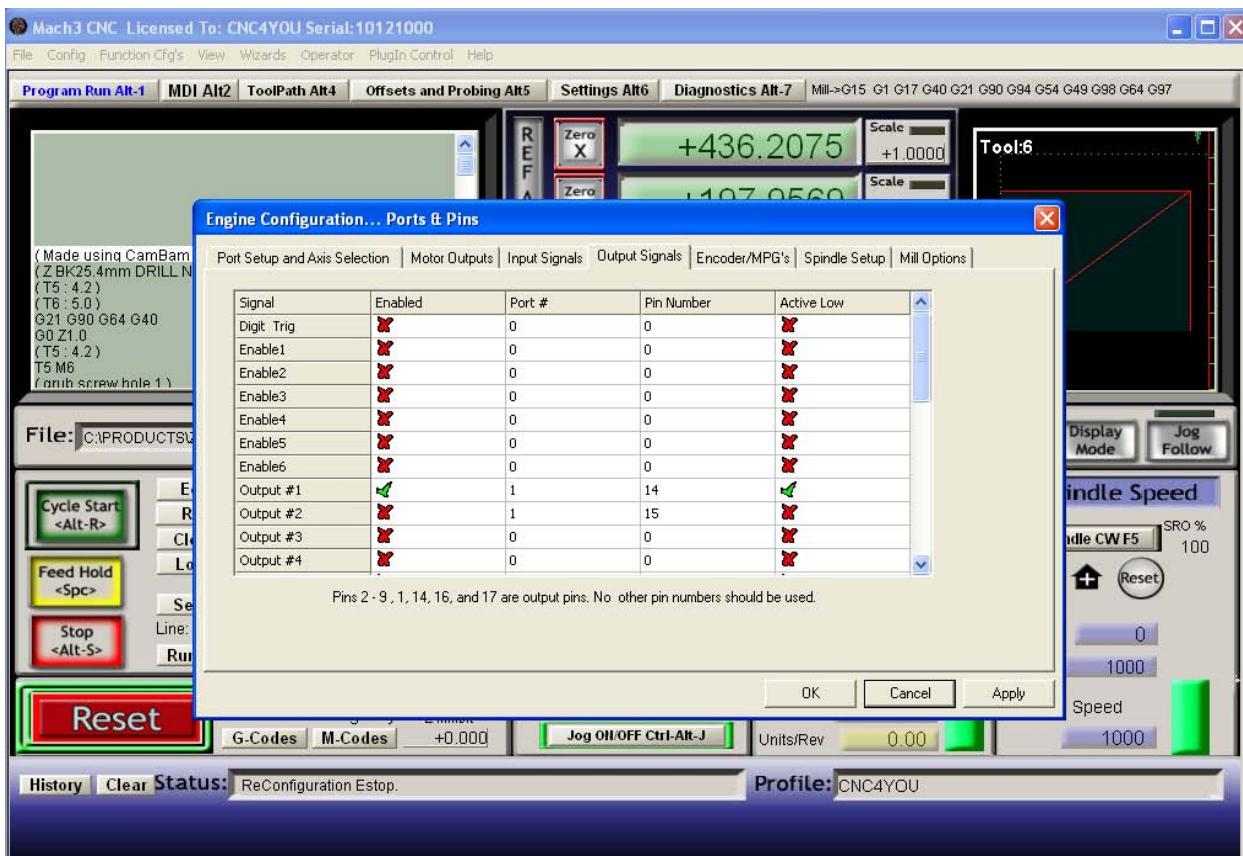 Mach3 CNC Licensed To: CNC4YOU Serial:10121000
File Config Function Cfg's View Wizards Operator PlugIn Control Help
Program Run Alt-1 MDI Alt2 ToolPath Alt4 Offsets and Probing Alt5 Settings Alt6 Diagnostics Alt-7 Mill->G15 G1 G17 G40 G21 G90 G94 G54 G49 G98 G64 G97
REF
Zero X +436.2075 Scale +1.0000
Zero Scale
Tool:6
(Made using CamBam
(Z BK25.4mm DRILL N
(T5 : 4.2 )
(T6 : 5.0 )
G21 G90 G64 G40
G0 Z1.0
(T5 : 4.2 )
T5 M6
( grub screw hole 1 )
Engine Configuration... Ports & Pins
Port Setup and Axis Selection Motor Outputs Input Signals Output Signals Encoder/MPG's Spindle Setup Mill Options
Signal Enabled Port # Pin Number Active Low
Digit Trig 0 0
Enable1 0 0
Enable2 0 0
Enable3 0 0
Enable4 0 0
Enable5 0 0
Enable6 0 0
Output #1 1 14
Output #2 1 15
Output #3 0 0
Output #4 0 0
Pins 2 - 9 , 1, 14, 16, and 17 are output pins. No other pin numbers should be used.
OK Cancel Apply
File: C:\PRODUCTS\Z
Display Mode Jog Follow
Cycle Start
<Alt-R>
Feed Hold
<Spc>
Stop
<Alt-S>
Line:
Reset
indle Speed
dle CW F5 SRO %
100
Reset
0
1000
Speed
1000
G-Codes M-Codes +0.000 Jog ON/OFF Ctrl-Alt-J Units/Rev 0.00
History Clear Status: ReConfiguration Estop. Profile: CNC4YOU